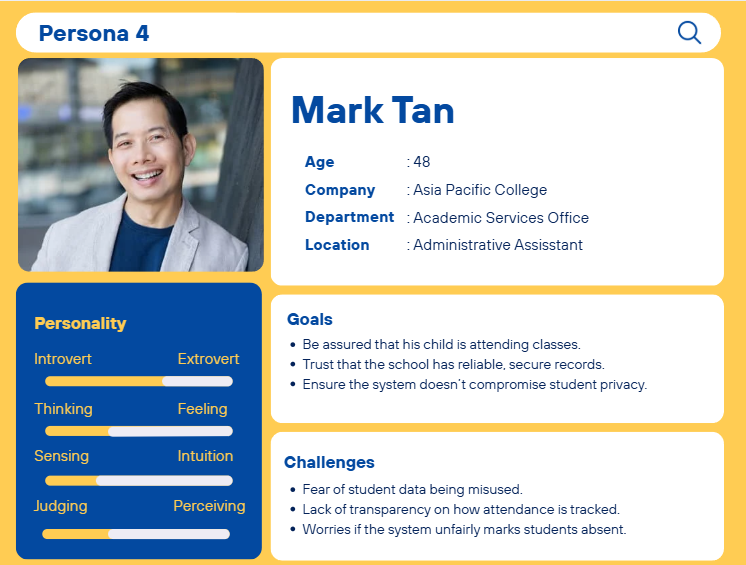 Persona 4
Mark Tan
Age : 48
Company : Asia Pacific College
Department : Academic Services Office
Location : Administrative Assisstant
Personality
Introvert Extrovert
Thinking Feeling
Sensing Intuition
Judging Perceiving
Goals
• Be assured that his child is attending classes.
• Trust that the school has reliable, secure records.
• Ensure the system doesn't compromise student privacy.
Challenges
• Fear of student data being misused.
• Lack of transparency on how attendance is tracked.
• Worries if the system unfairly marks students absent.